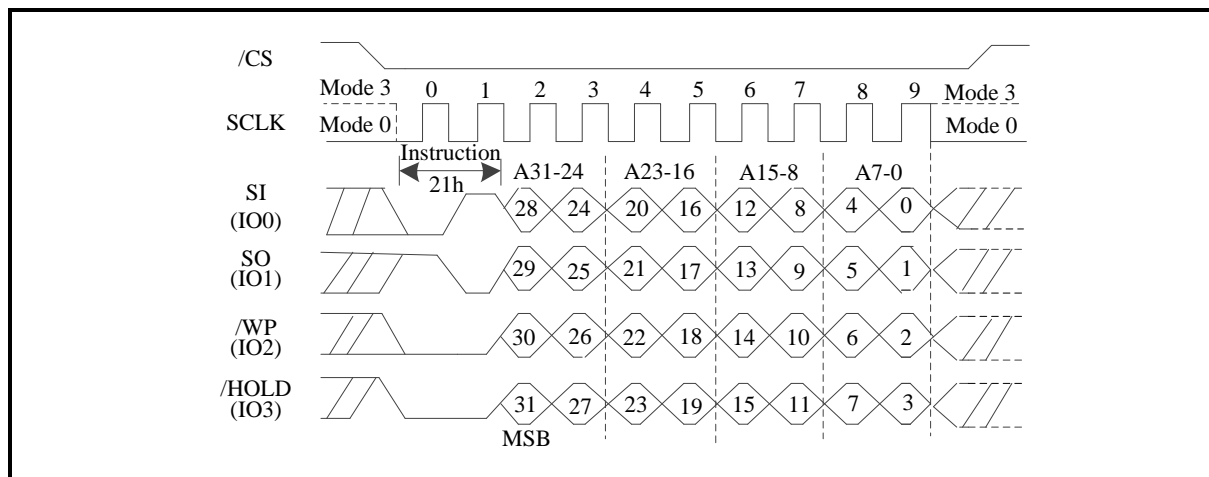 /CS
Mode 3 0 1 2 3 4 5 6 7 8 9 Mode 3
SCLK Mode 0 Mode 0
Instruction
21h
A31-24 A23-16 A15-8 A7-0
SI
(IO0)
28 24 20 16 12 8 4 0
SO
(IO1)
29 25 21 17 13 9 5 1
/WP
(IO2)
30 26 22 18 14 10 6 2
/HOLD
(IO3)
31 27 23 19 15 11 7 3
MSB